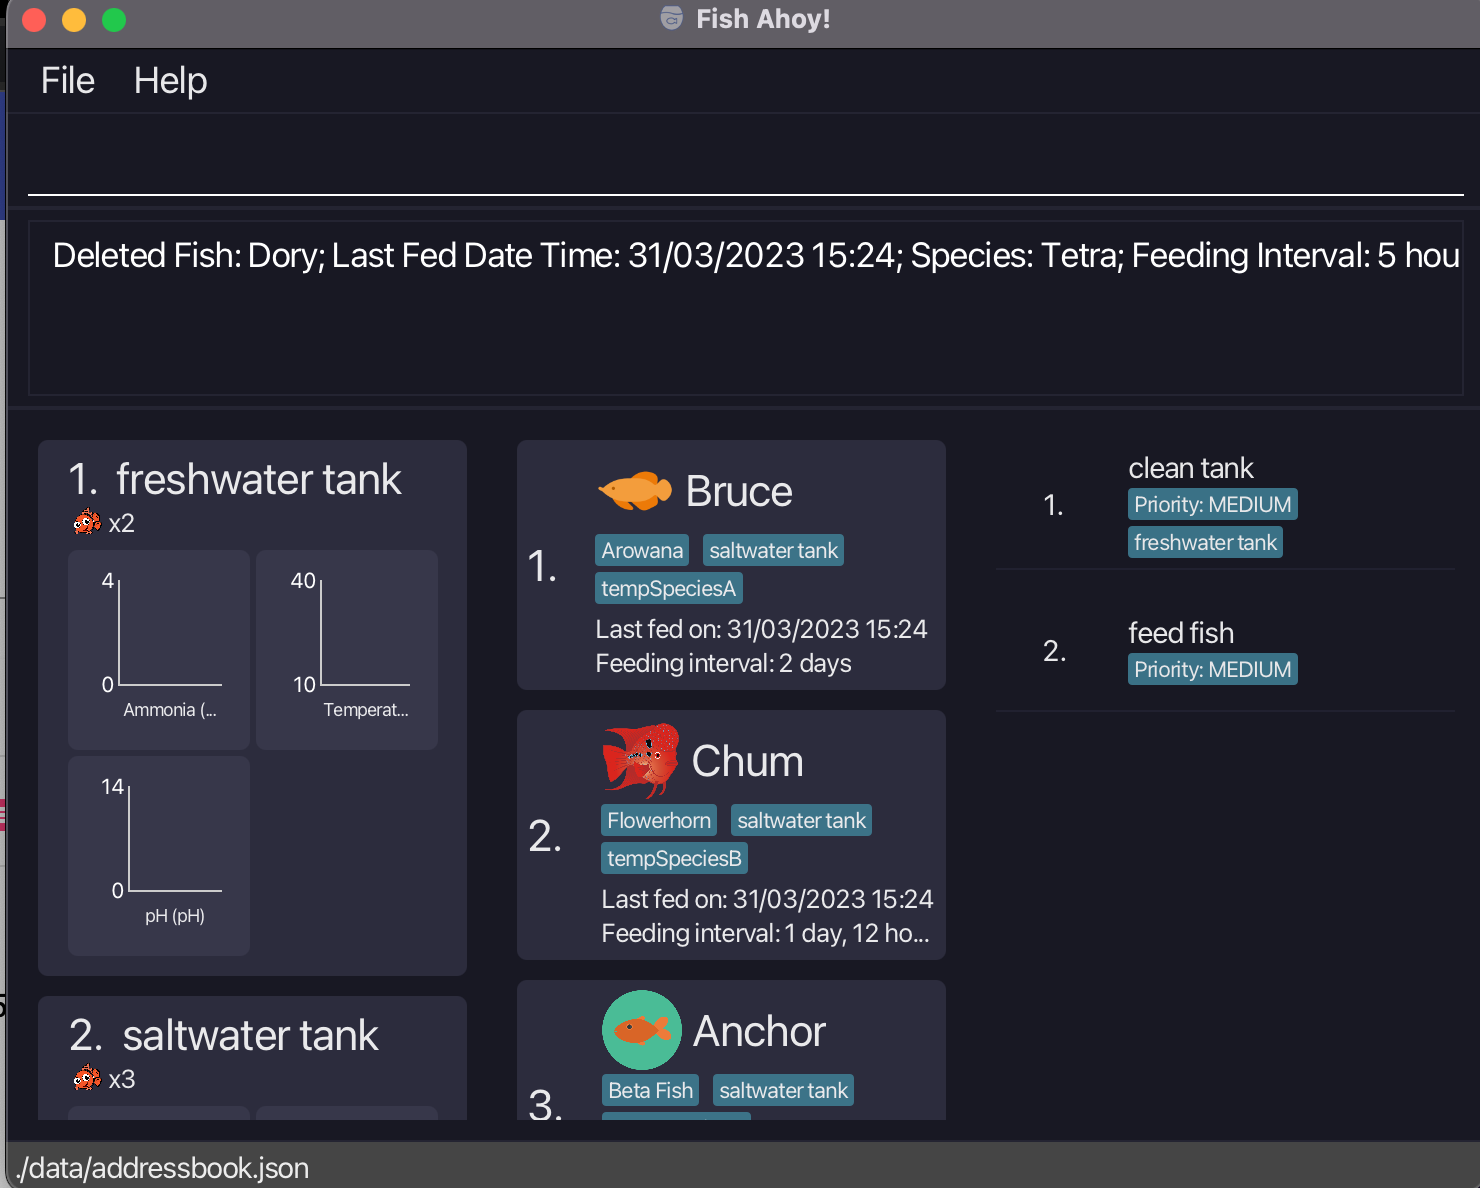 Fish Ahoy!
File Help
Deleted Fish: Dory; Last Fed Date Time: 31/03/2023 15:24; Species: Tetra; Feeding Interval: 5 hou
1. freshwater tank
x2
4
0
Ammonia (...
40
10
Temperat...
14
0
pH (pH)
2. saltwater tank
x3
1.
Bruce
Arowana saltwater tank
tempSpeciesA
Last fed on: 31/03/2023 15:24
Feeding interval: 2 days
2.
Chum
Flowerhorn saltwater tank
tempSpeciesB
Last fed on: 31/03/2023 15:24
Feeding interval: 1 day, 12 ho...
3.
Anchor
Beta Fish saltwater tank
1.
clean tank
Priority: MEDIUM
freshwater tank
2.
feed fish
Priority: MEDIUM
./data/addressbook.json